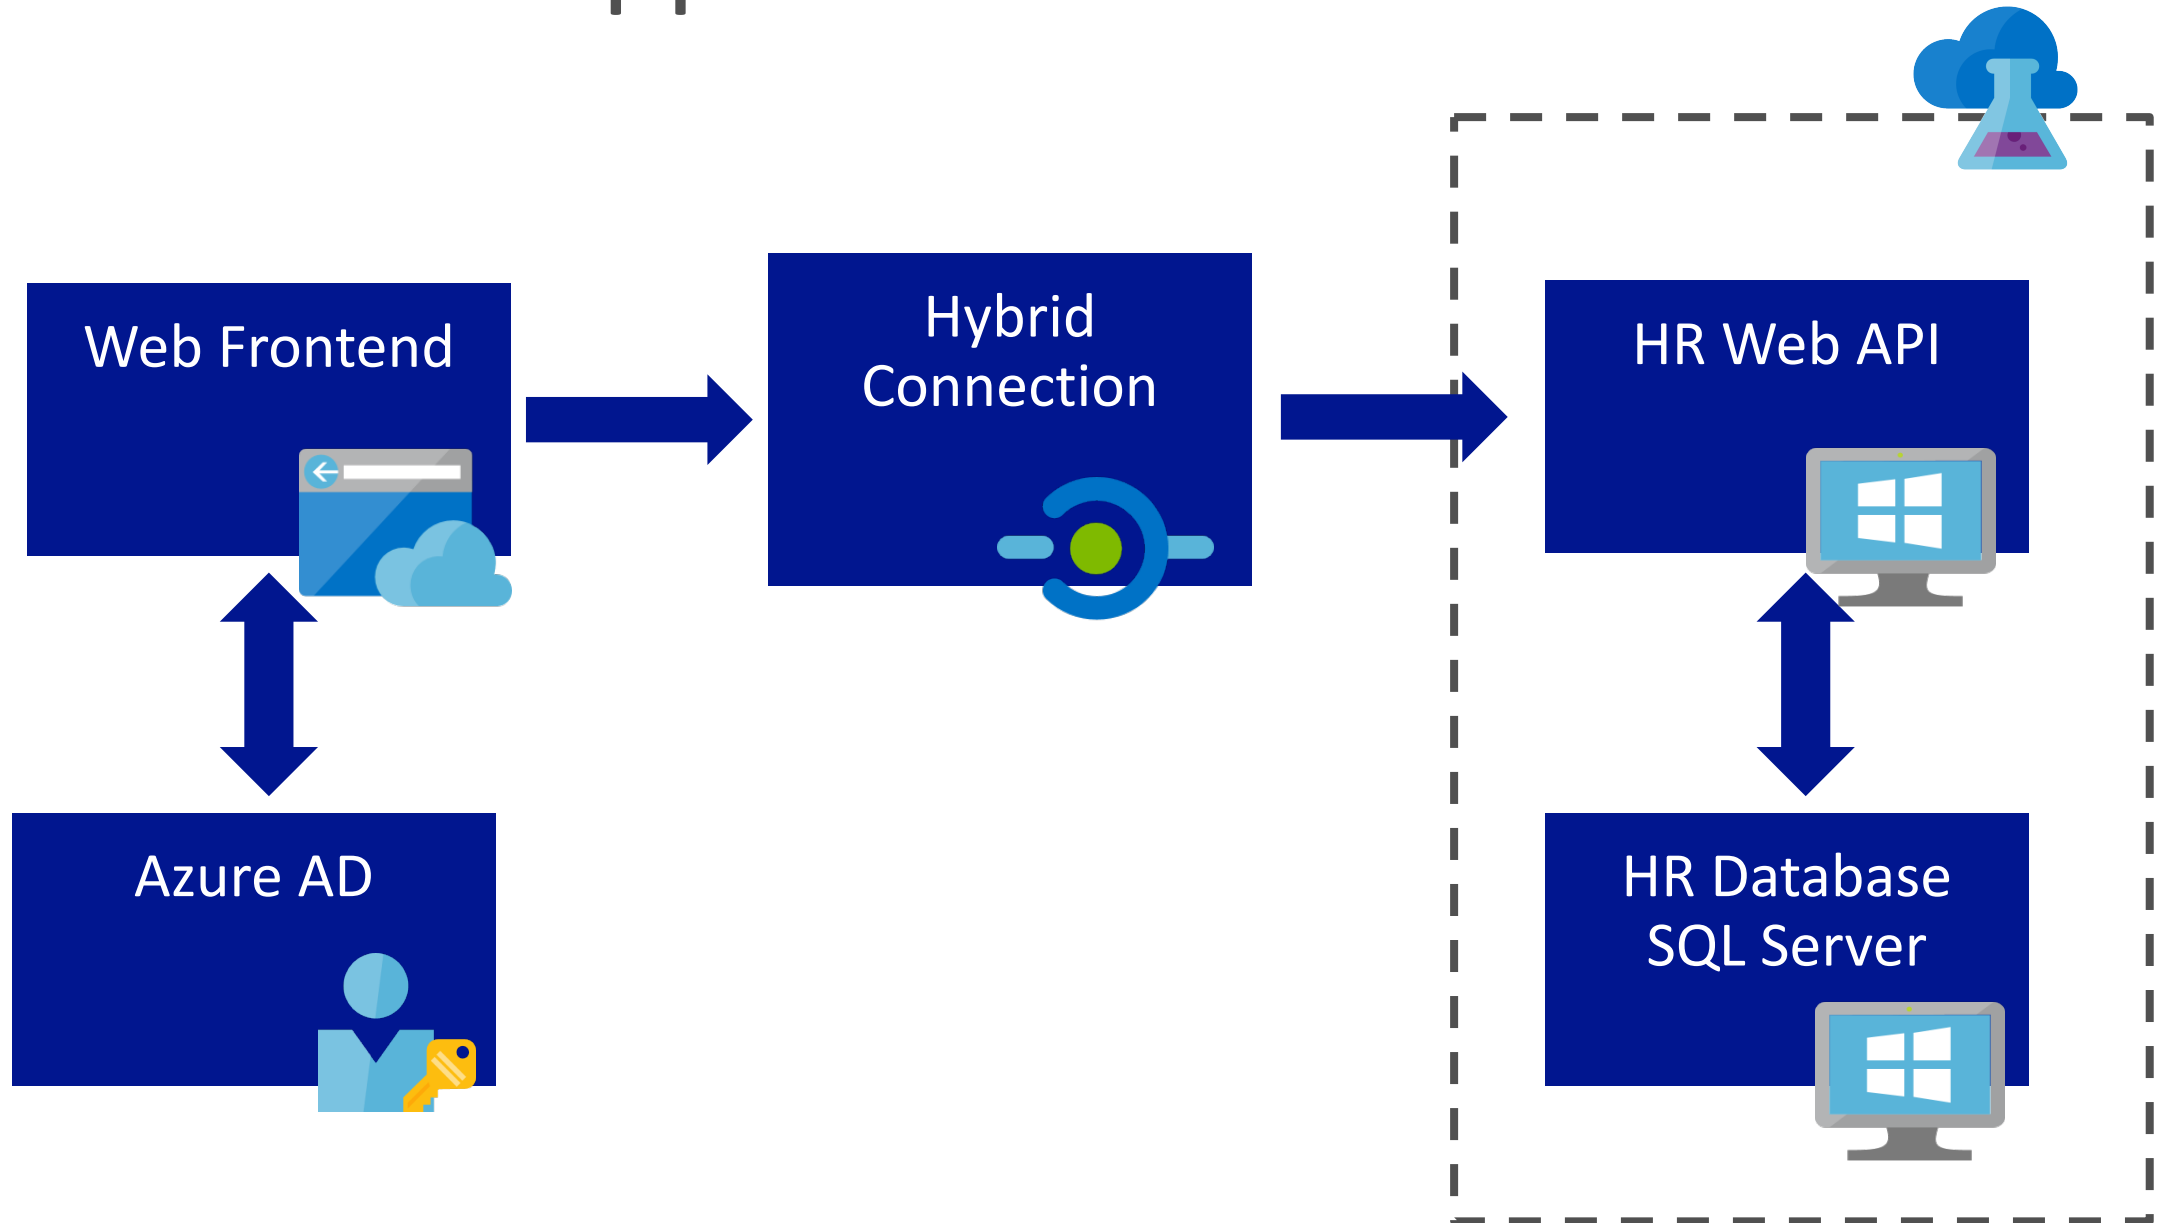 Web Frontend
Hybrid
Connection
HR Web API
Azure AD
HR Database
SQL Server